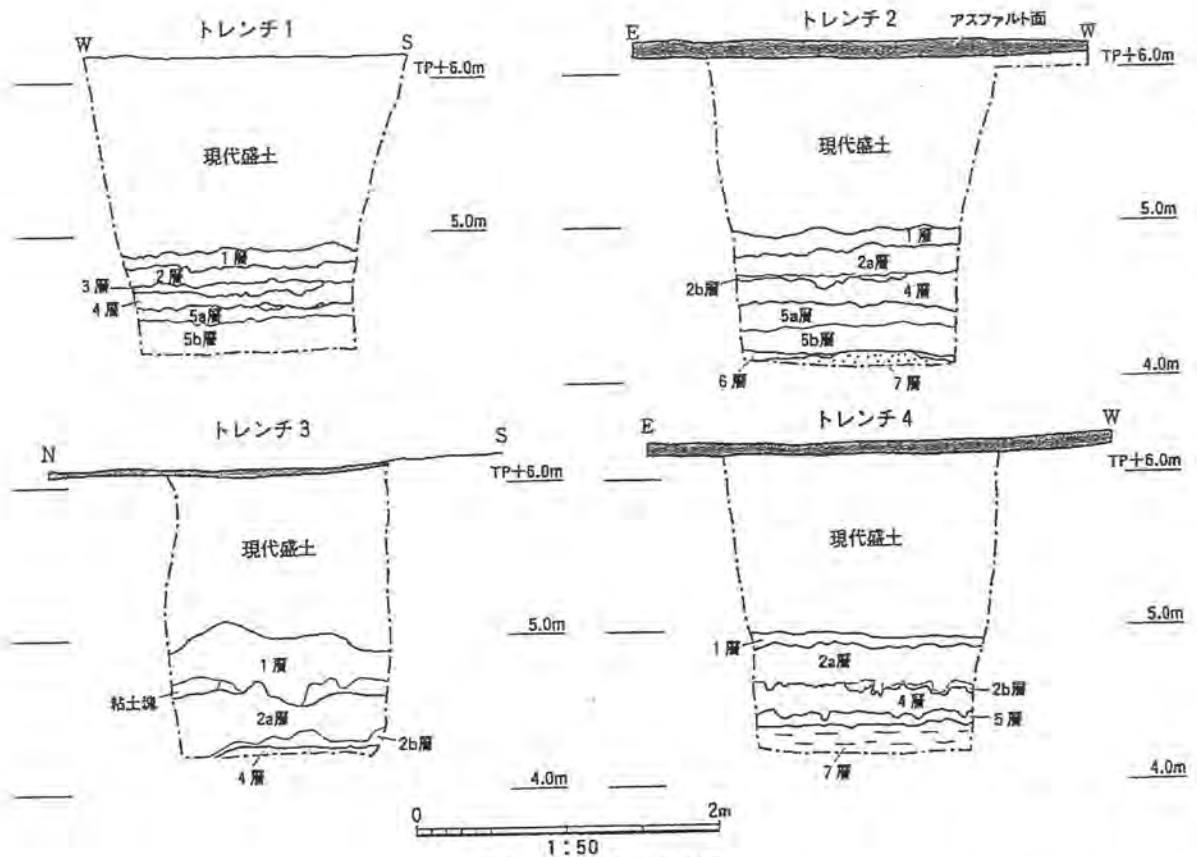 トレンチ1
W
S
TP+6.0m
現代盛土
5.0m
1層
2層
3層
4層
5a層
5b層
トレンチ2
アスファルト面
E
W
TP+6.0m
現代盛土
5.0m
1層
2a層
2b層
4層
5a層
5b層
6層
7層
4.0m
トレンチ3
N
S
TP+6.0m
現代盛土
5.0m
1層
粘土塊
2a層
2b層
4層
4.0m
トレンチ4
E
W
TP+6.0m
現代盛土
5.0m
1層
2a層
2b層
4層
5層
7層
4.0m
0
2m
1:50